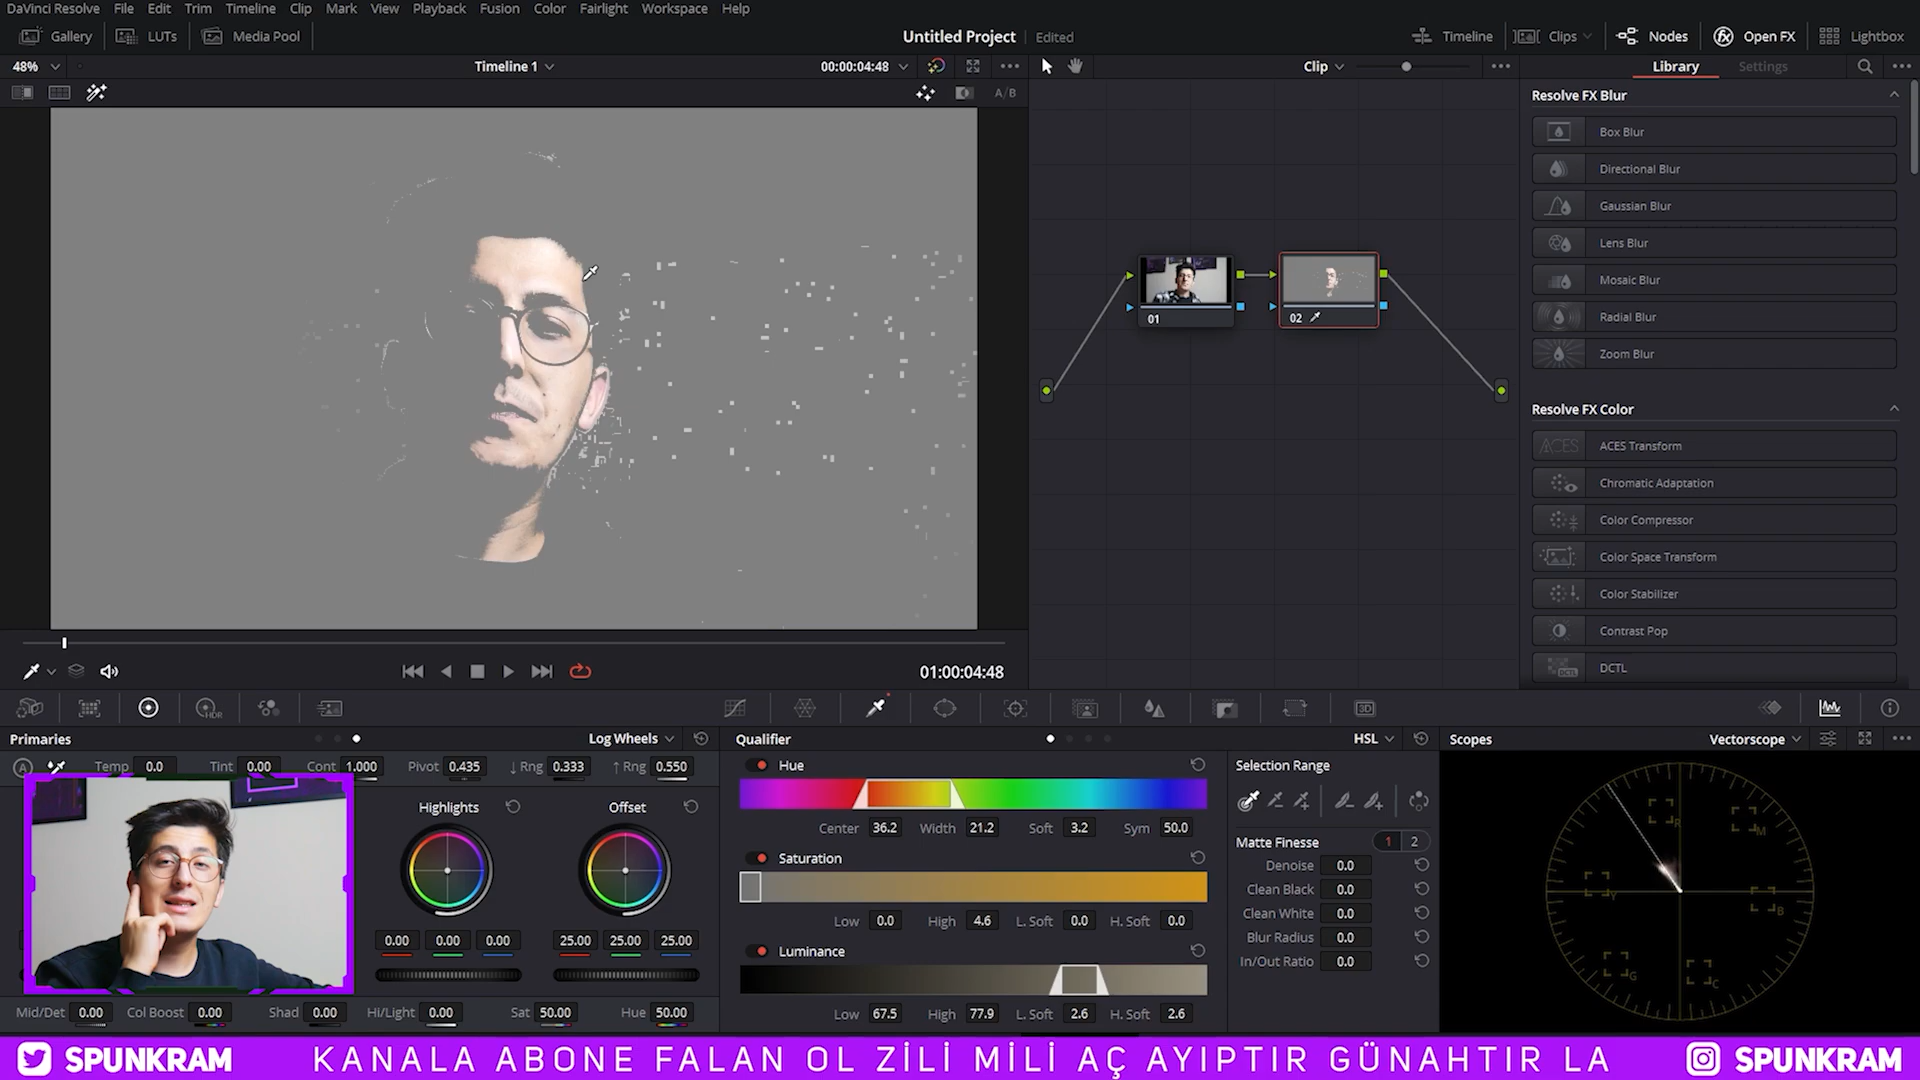 DaVinci Resolve File Edit Trim Timeline Clip Mark View Playback Fusion Color Fairlight Workspace Help
Gallery LUTs Media Pool Untitled Project Edited Timeline Clips Nodes Open FX Lightbox
48% Timeline 1 00:00:04:48 Clip Library Settings
A/B
Resolve FX Blur
Box Blur
Directional Blur
Gaussian Blur
Lens Blur
Mosaic Blur
Radial Blur
Zoom Blur
01 02
Resolve FX Color
ACES ACES Transform
Chromatic Adaptation
Color Compressor
Color Space Transform
Color Stabilizer
Contrast Pop
DCTL DCTL
01:00:04:48
HDR 3D
Primaries Log Wheels
A Temp 0.0 Tint 0.00 Cont 1.000 Pivot 0.435 ↓ Rng 0.333 ↑ Rng 0.550
Highlights Offset
0.00 0.00 0.00 25.00 25.00 25.00
Mid/Det 0.00 Col Boost 0.00 Shad 0.00 Hi/Light 0.00 Sat 50.00 Hue 50.00
Qualifier HSL
Hue
Center 36.2 Width 21.2 Soft 3.2 Sym 50.0
Saturation
Low 0.0 High 4.6 L. Soft 0.0 H. Soft 0.0
Luminance
Low 67.5 High 77.9 L. Soft 2.6 H. Soft 2.6
Selection Range
Matte Finesse 1 2
Denoise 0.0
Clean Black 0.0
Clean White 0.0
Blur Radius 0.0
In/Out Ratio 0.0
Scopes Vectorscope
R
M
Y
B
G
C
SPUNKRAM KANALA ABONE FALAN OL ZİLİ MİLİ AÇ AYIPTIR GÜNAHTIR LA SPUNKRAM